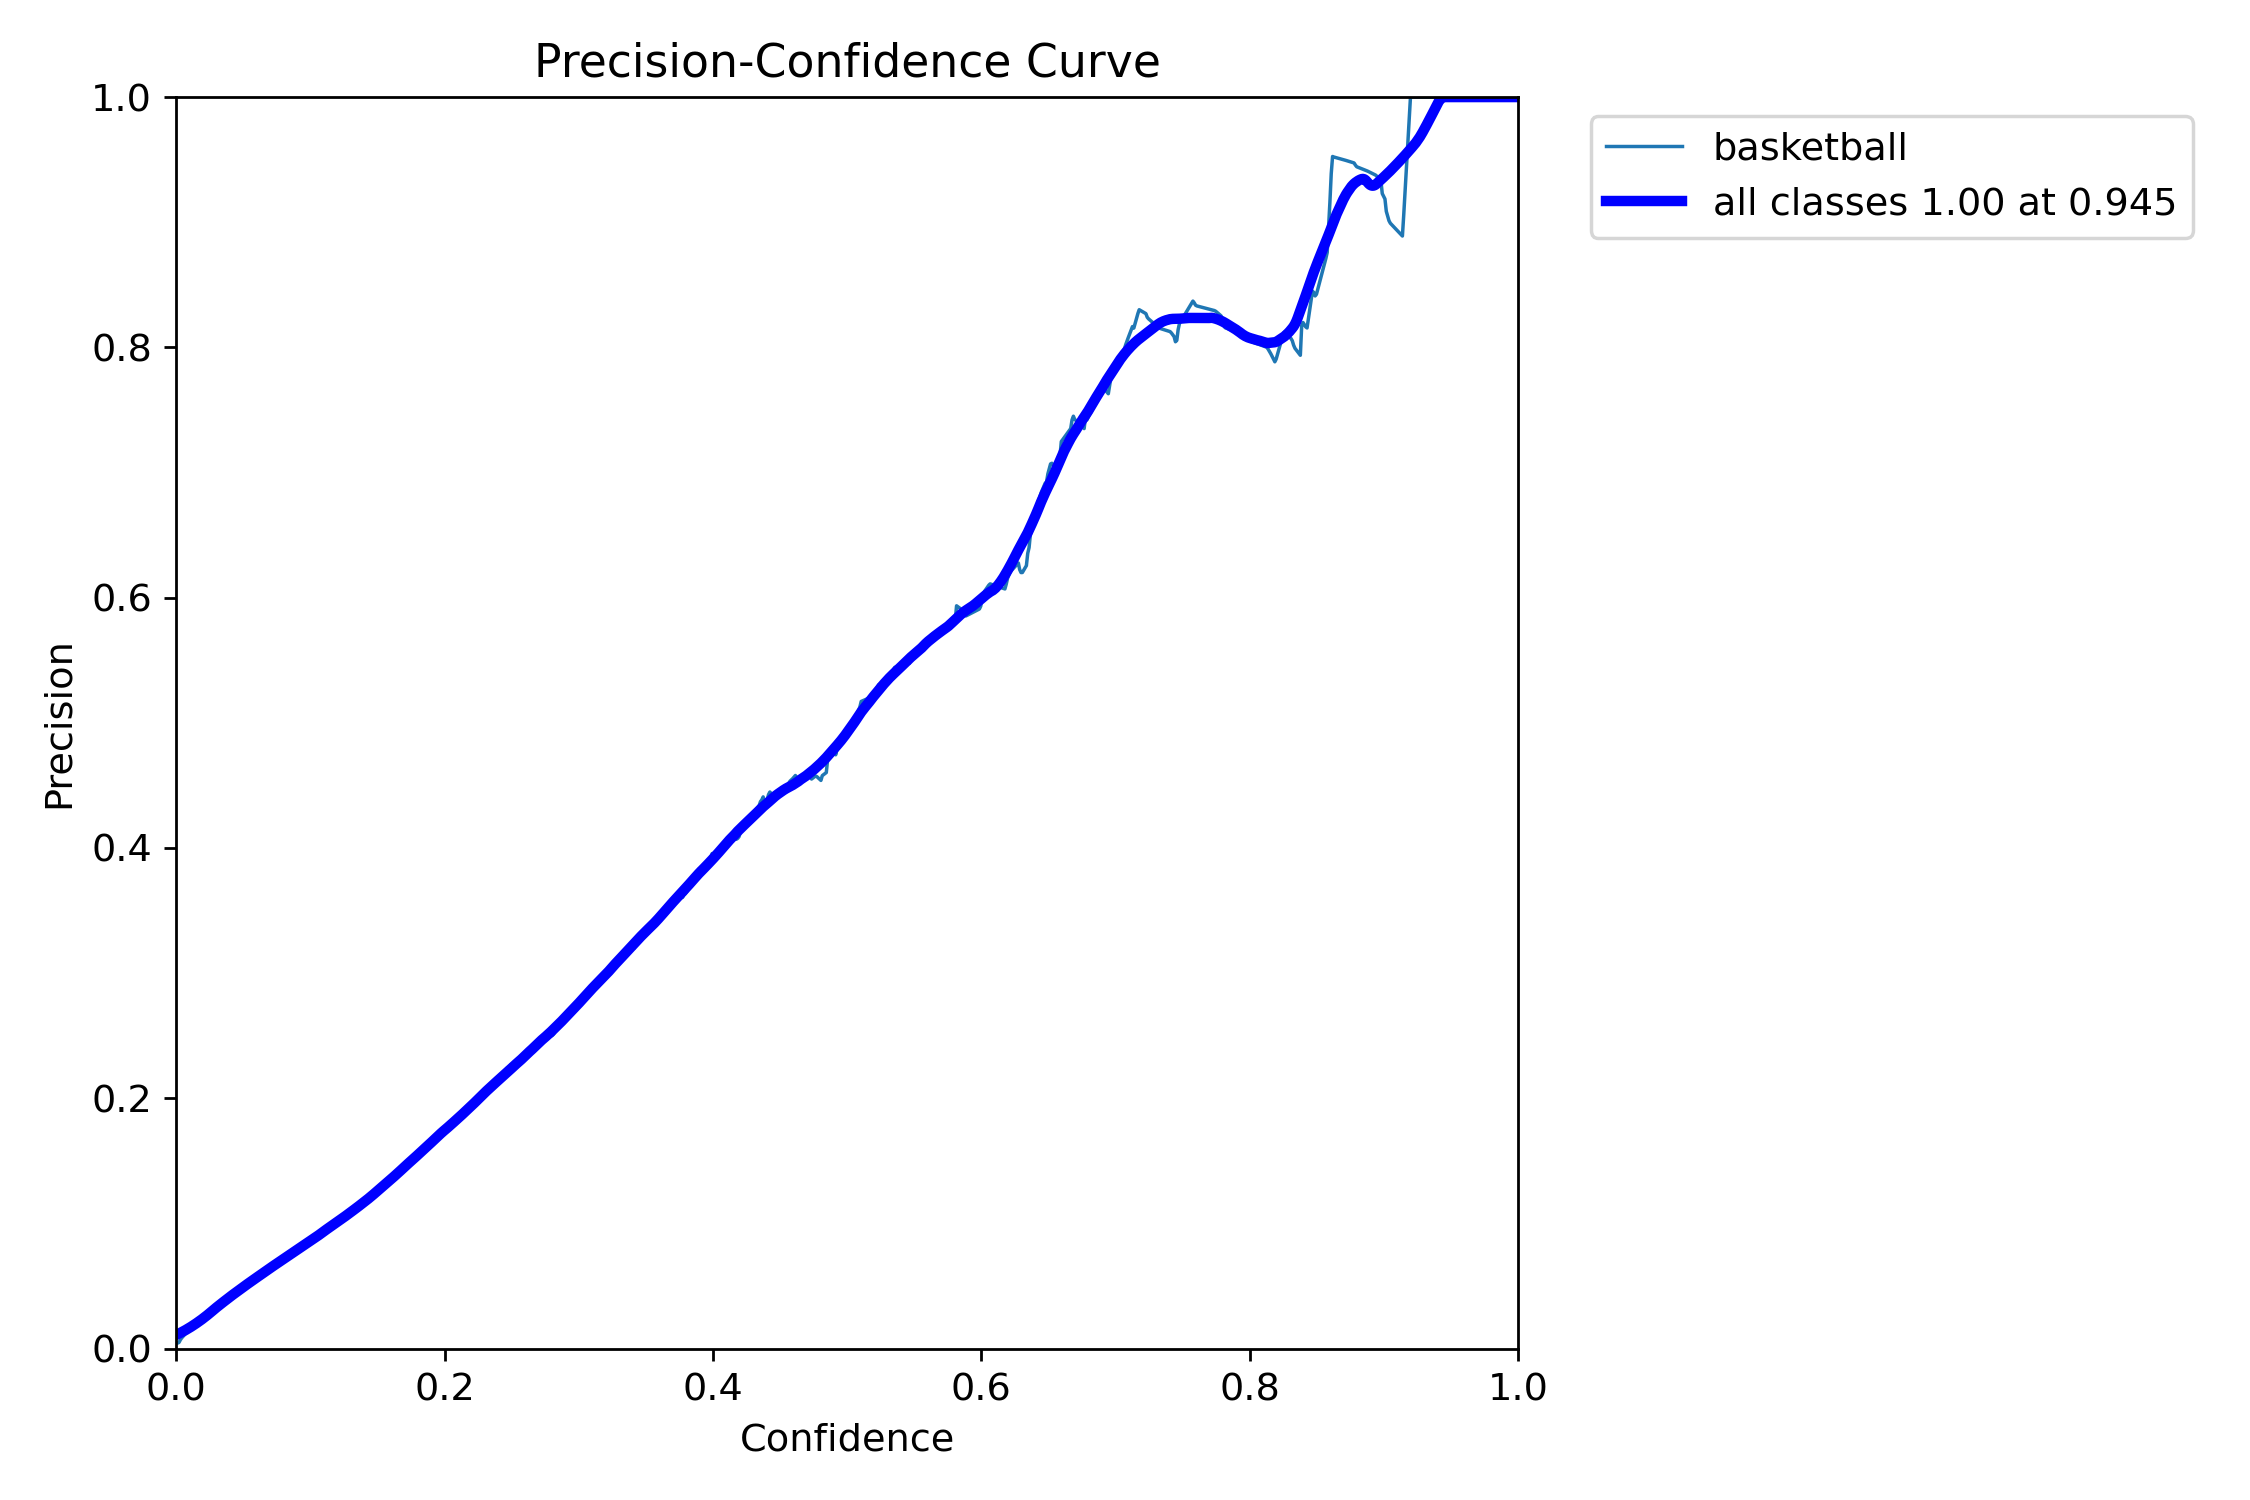 Precision-Confidence Curve
1.0
0.8
0.6
0.4
0.2
0.0
Precision
0.0 0.2 0.4 0.6 0.8 1.0
Confidence
basketball
all classes 1.00 at 0.945